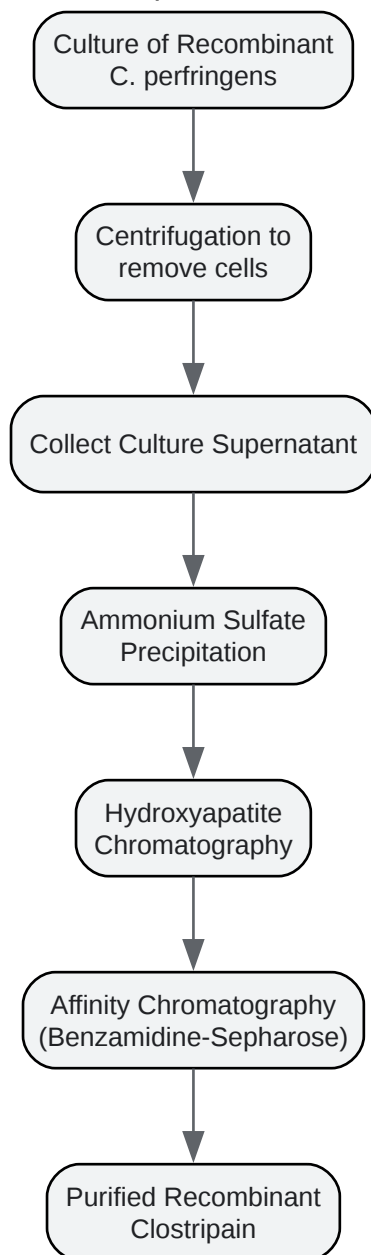 Culture of Recombinant
C. perfringens
Centrifugation to
remove cells
Collect Culture Supernatant
Ammonium Sulfate
Precipitation
Hydroxyapatite
Chromatography
Affinity Chromatography
(Benzamidine-Sepharose)
Purified Recombinant
Clostripain